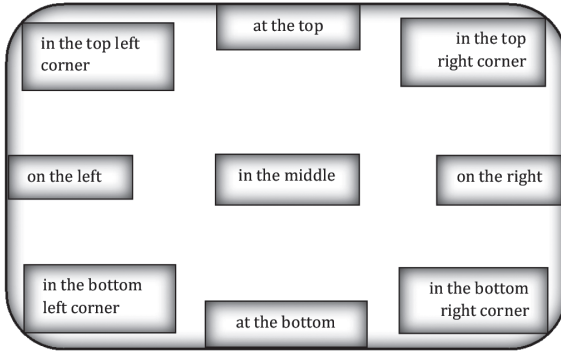 in the top left
corner
at the top
in the top
right corner
on the left
in the middle
on the right
in the bottom
left corner
at the bottom
in the bottom
right corner